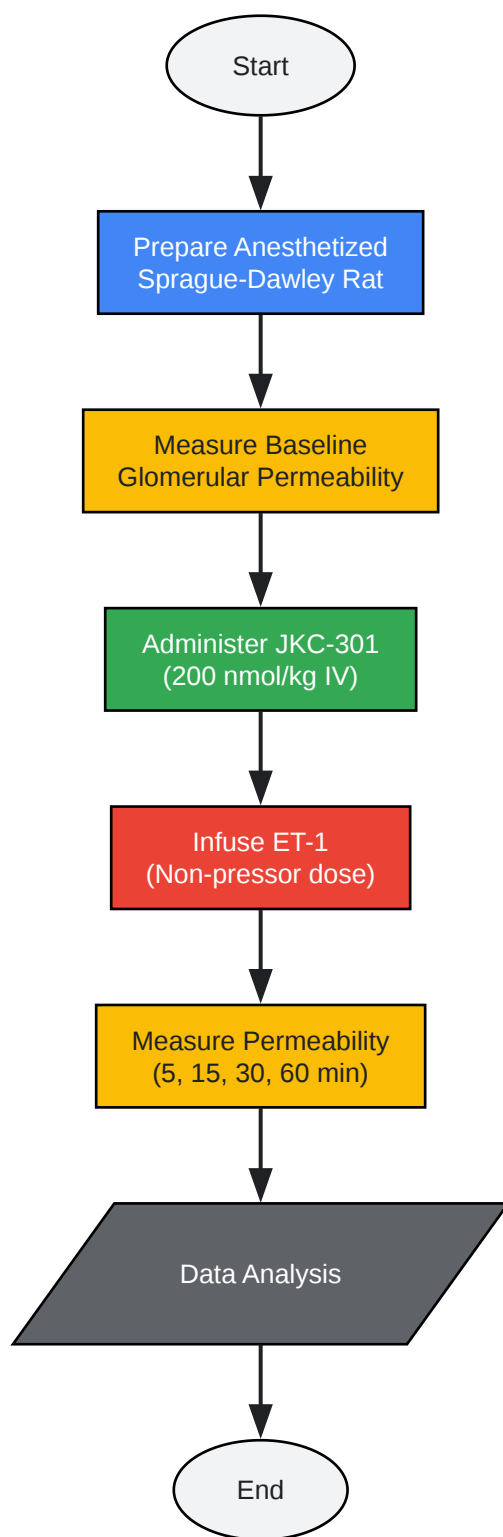 Start
Prepare Anesthetized
Sprague-Dawley Rat
Measure Baseline
Glomerular Permeability
Administer JKC-301
(200 nmol/kg IV)
Infuse ET-1
(Non-pressor dose)
Measure Permeability
(5, 15, 30, 60 min)
Data Analysis
End